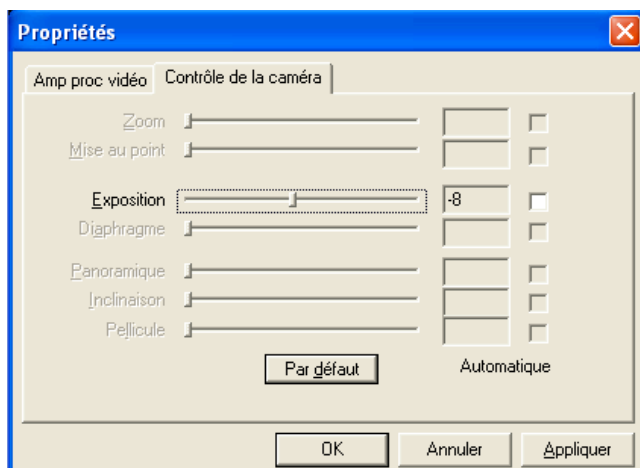 Propriétés
Amp proc vidéo Contrôle de la caméra
Zoom
Mise au point
Exposition -8
Diaphragme
Panoramique
Inclinaison
Pellicule
Par défaut Automatique
OK Annuler Appliquer